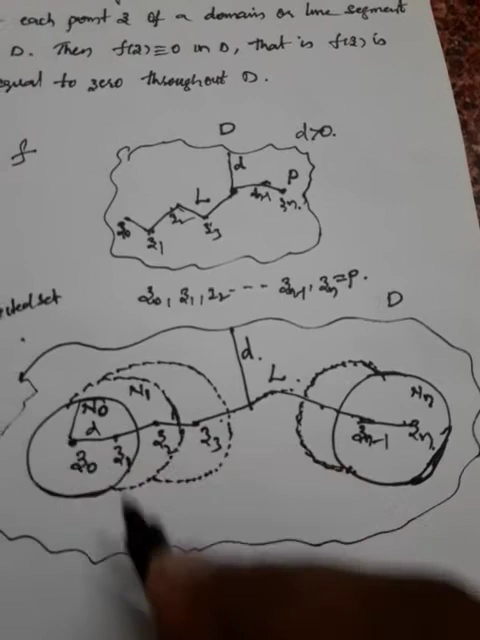 each point z of a domain or line segment
D. Then f(z)≡0 in D, that is f(z) is
equal to zero throughout D.
f
D
d>0.
d
L
P
z0
z1
z2
z3
zn-1
zn
z0, z1, z2 ---- zn-1, zn=P.
D
d.
L
N0
N1
Nn
d
z0
z1
z2
z3
zn-1
zn